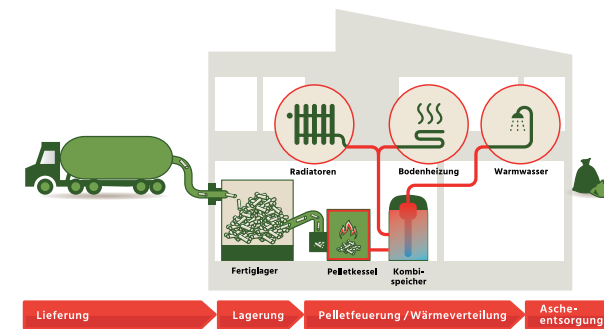 Radiatoren
Bodenheizung
Warmwasser
Fertiglager
Pelletkessel
Kombi-
speicher
Lieferung
Lagerung
Pelletfeuerung / Wärmeverteilung
Asche-
entsorgung